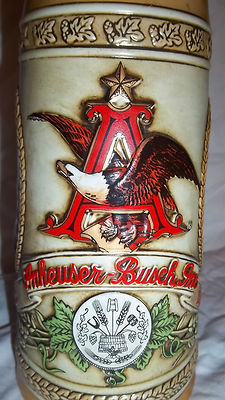 A
Anheuser-Busch, Inc